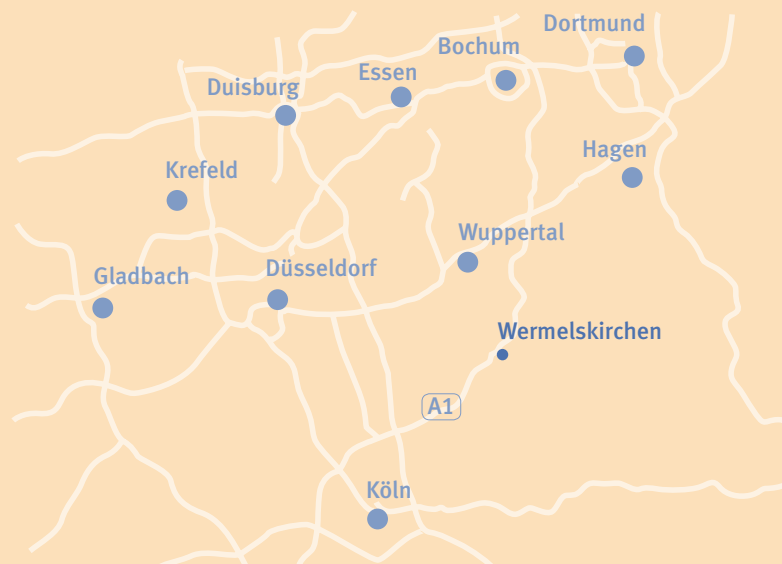 Dortmund
Bochum
Essen
Duisburg
Hagen
Krefeld
Wuppertal
Düsseldorf
Gladbach
Wermelskirchen
A1
Köln